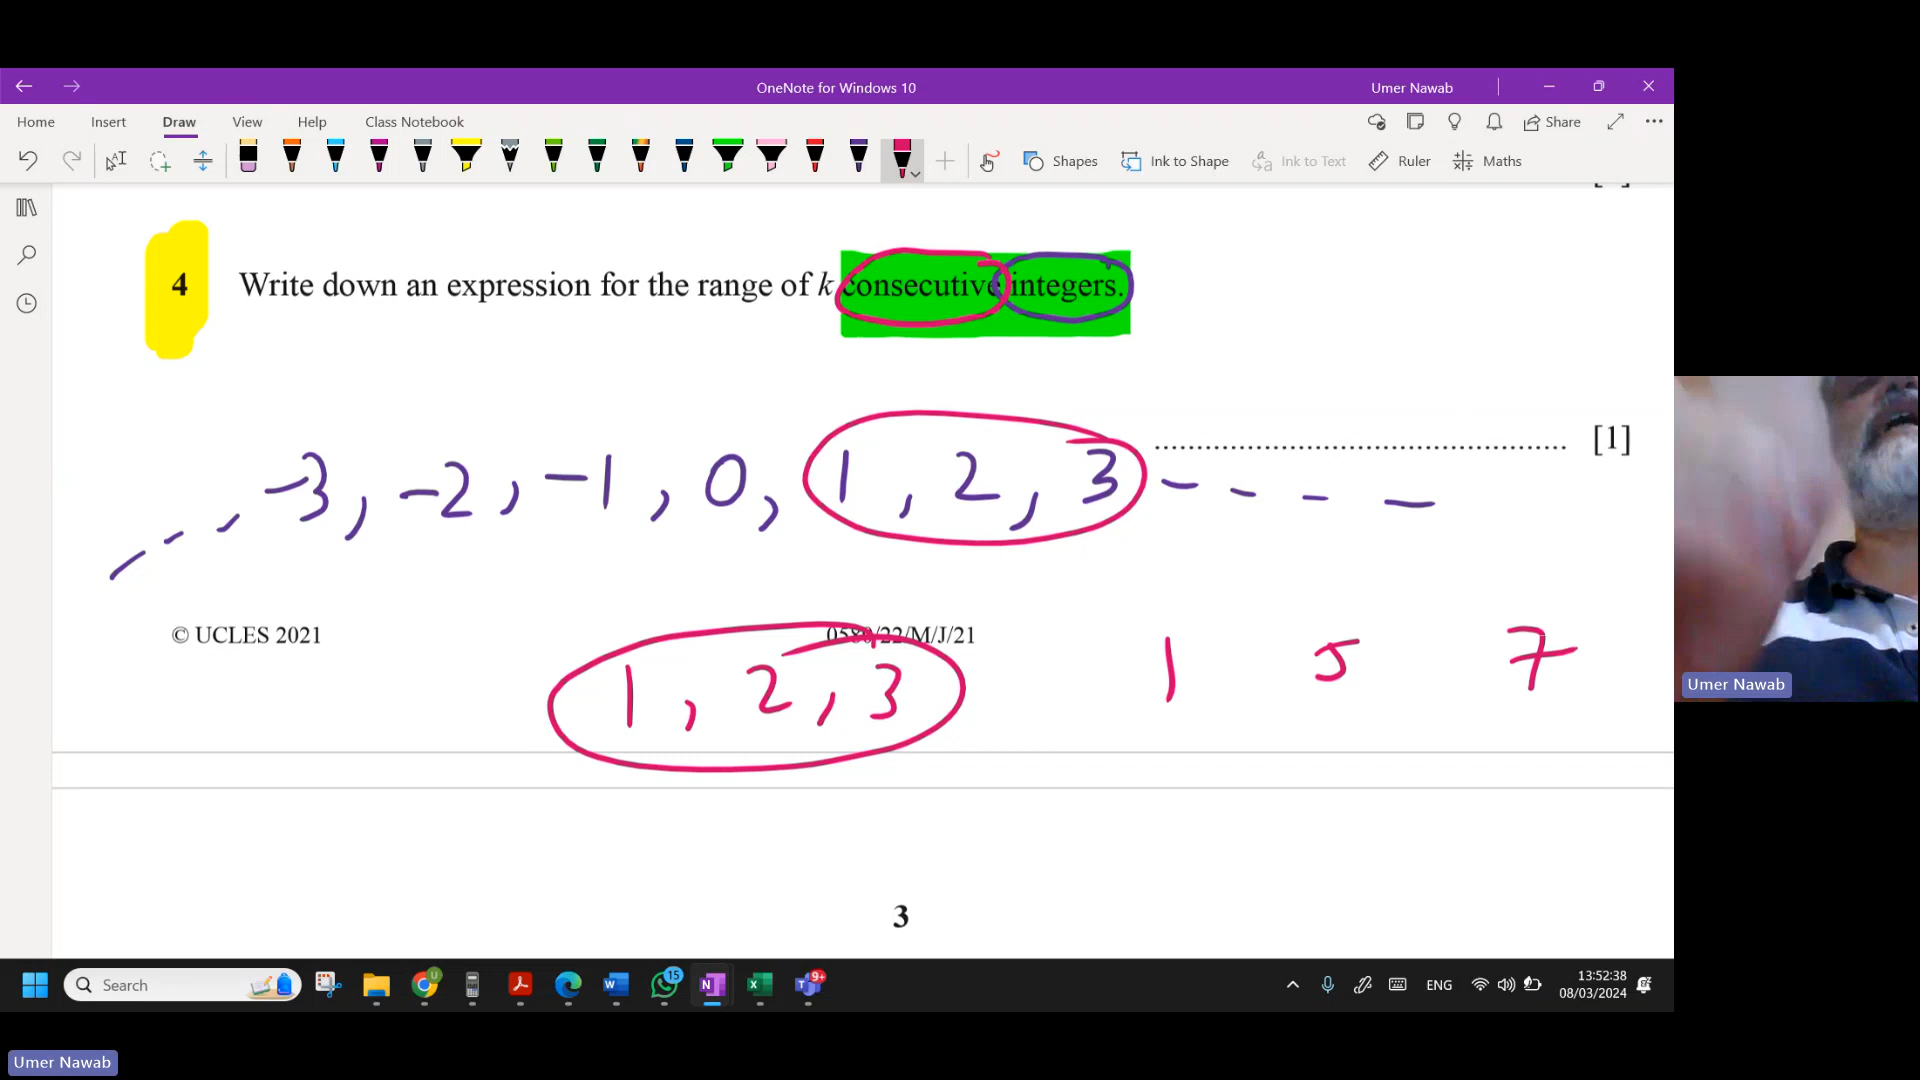 OneNote for Windows 10
Umer Nawab
Home Insert Draw View Help Class Notebook
Share
Shapes Ink to Shape Ink to Text Ruler Maths
4 Write down an expression for the range of k consecutive integers.
[1]
-3, -2, -1, 0, 1, 2, 3 - - - -
© UCLES 2021 0580/22/M/J/21
1, 2, 3 1 5 7
Umer Nawab
3
Search
U
15
9+
ENG
13:52:38
08/03/2024
Umer Nawab